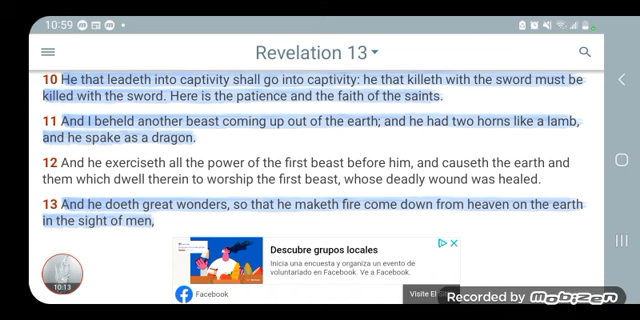 10:59
Revelation 13
10 He that leadeth into captivity shall go into captivity: he that killeth with the sword must be
killed with the sword. Here is the patience and the faith of the saints.
11 And I beheld another beast coming up out of the earth; and he had two horns like a lamb,
and he spake as a dragon.
12 And he exerciseth all the power of the first beast before him, and causeth the earth and
them which dwell therein to worship the first beast, whose deadly wound was healed.
13 And he doeth great wonders, so that he maketh fire come down from heaven on the earth
in the sight of men,
Descubre grupos locales
Inicia una encuesta y organiza un evento de
voluntariado en Facebook. Ve a Facebook.
10:13
Facebook
Visite El
Recorded by Mobizen